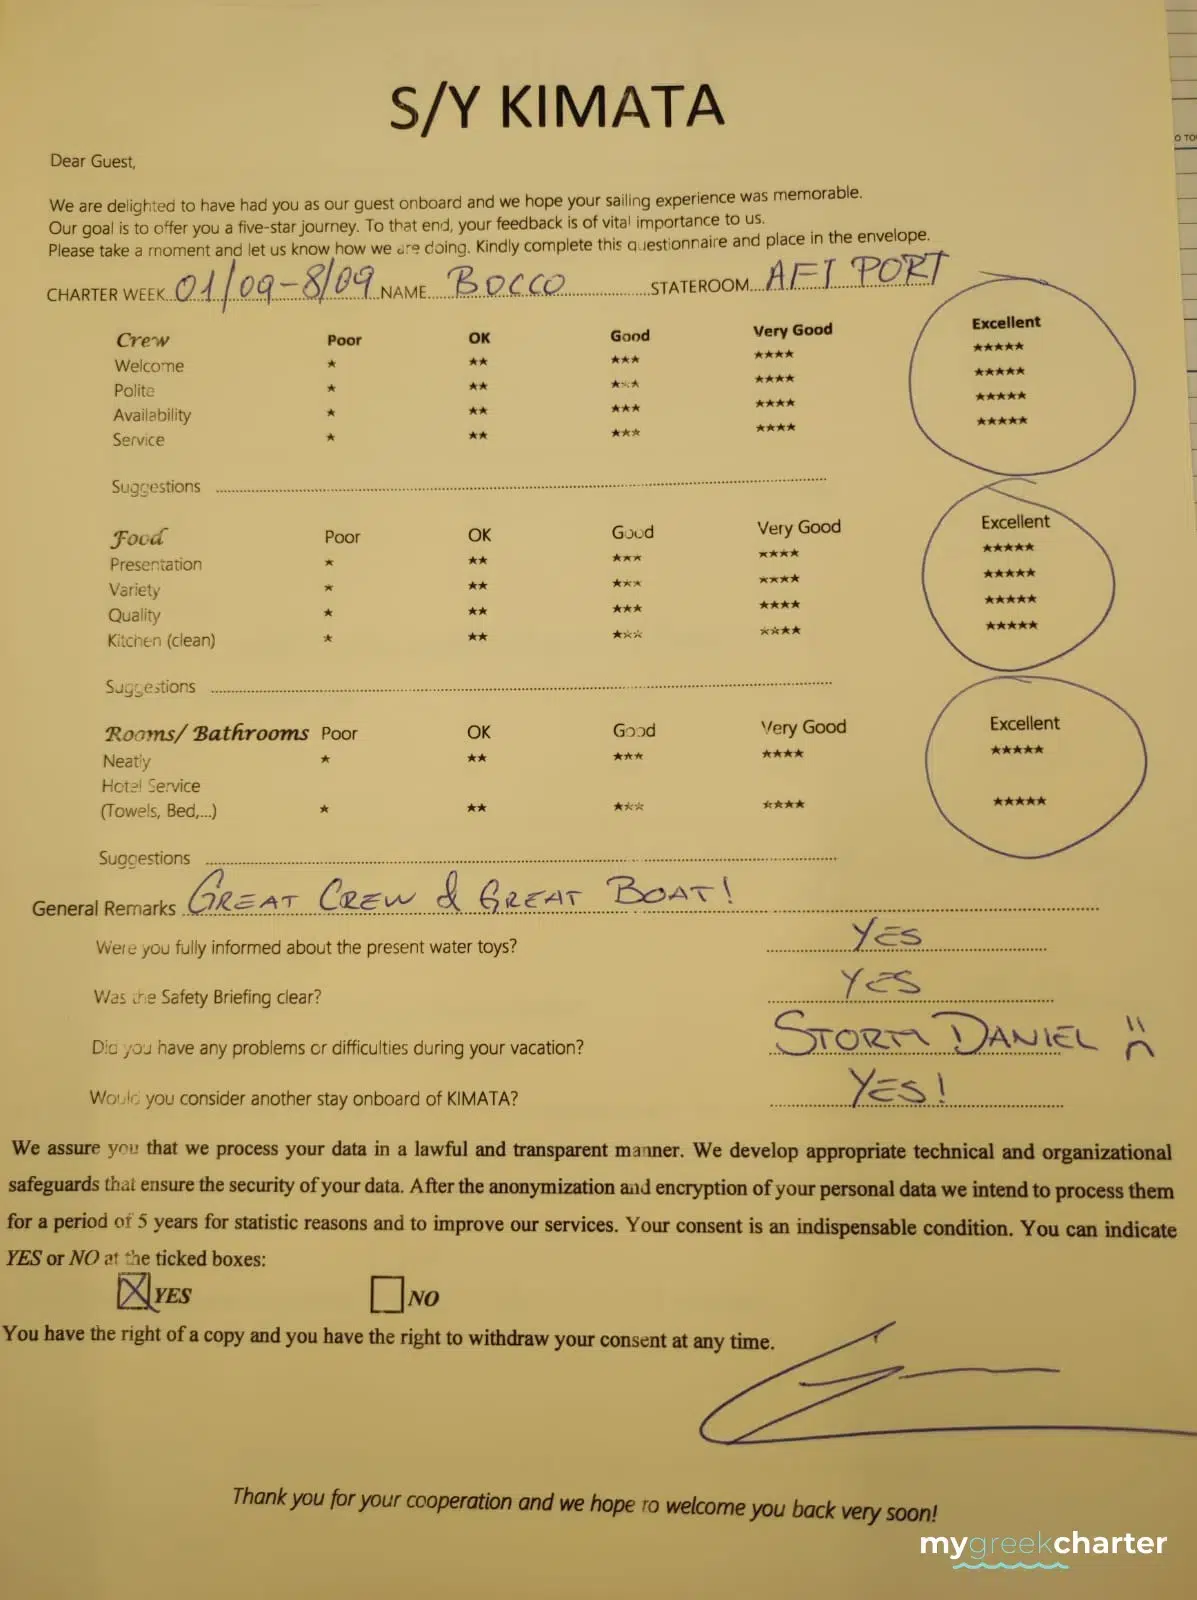 S/Y KIMATA
Dear Guest,
We are delighted to have had you as our guest onboard and we hope your sailing experience was memorable.
Our goal is to offer you a five-star journey. To that end, your feedback is of vital importance to us.
Please take a moment and let us know how we are doing. Kindly complete this questionnaire and place in the envelope.
CHARTER WEEK 01/09-8/09 NAME BOCCO STATEROOM AFT PORT
Crew Poor OK Good Very Good Excellent
Welcome ★ ★★ ★★★ ★★★★ ★★★★★
Polite ★ ★★ ★★★ ★★★★ ★★★★★
Availability ★ ★★ ★★★ ★★★★ ★★★★★
Service ★ ★★ ★★★ ★★★★ ★★★★★
Suggestions
Food Poor OK Good Very Good Excellent
Presentation ★ ★★ ★★★ ★★★★ ★★★★★
Variety ★ ★★ ★★★ ★★★★ ★★★★★
Quality ★ ★★ ★★★ ★★★★ ★★★★★
Kitchen (clean) ★ ★★ ★★★ ★★★★ ★★★★★
Suggestions
Rooms/ Bathrooms Poor OK Good Very Good Excellent
Neatly ★ ★★ ★★★ ★★★★ ★★★★★
Hotel Service
(Towels, Bed,...) ★ ★★ ★★★ ★★★★ ★★★★★
Suggestions
General Remarks GREAT CREW & GREAT BOAT!
Were you fully informed about the present water toys? YES
Was the Safety Briefing clear? YES
Did you have any problems or difficulties during your vacation? STORM DANIEL :(
Would you consider another stay onboard of KIMATA? YES!
We assure you that we process your data in a lawful and transparent manner. We develop appropriate technical and organizational
safeguards that ensure the security of your data. After the anonymization and encryption of your personal data we intend to process them
for a period of 5 years for statistic reasons and to improve our services. Your consent is an indispensable condition. You can indicate
YES or NO at the ticked boxes:
☒ YES ☐ NO
You have the right of a copy and you have the right to withdraw your consent at any time.
Thank you for your cooperation and we hope to welcome you back very soon!
mygreekcharter